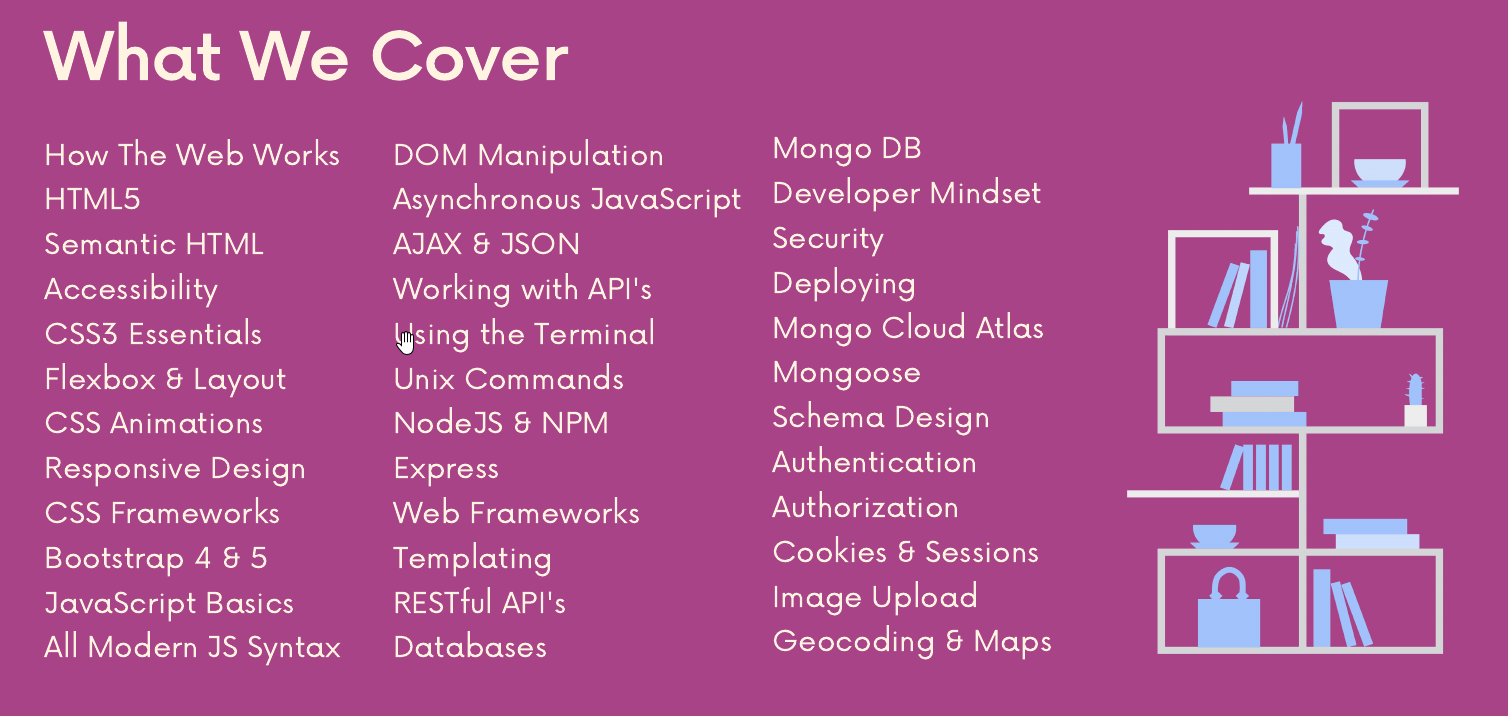 What We Cover
How The Web Works
HTML5
Semantic HTML
Accessibility
CSS3 Essentials
Flexbox & Layout
CSS Animations
Responsive Design
CSS Frameworks
Bootstrap 4 & 5
JavaScript Basics
All Modern JS Syntax
DOM Manipulation
Asynchronous JavaScript
AJAX & JSON
Working with API's
Using the Terminal
Unix Commands
NodeJS & NPM
Express
Web Frameworks
Templating
RESTful API's
Databases
Mongo DB
Developer Mindset
Security
Deploying
Mongo Cloud Atlas
Mongoose
Schema Design
Authentication
Authorization
Cookies & Sessions
Image Upload
Geocoding & Maps